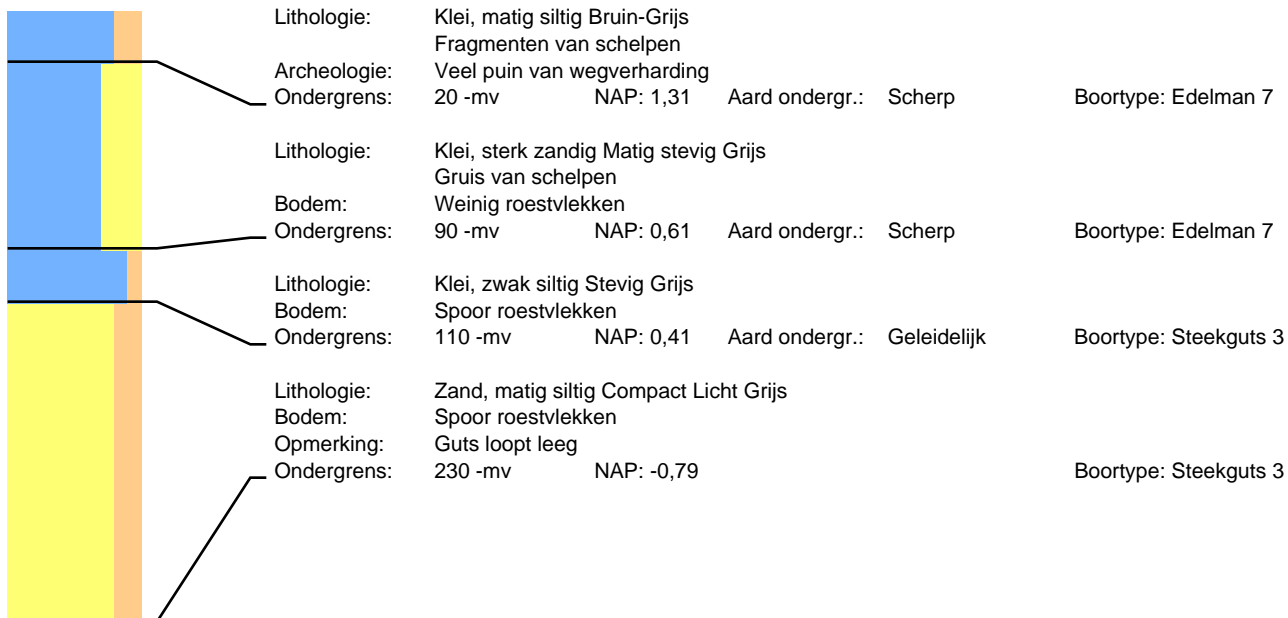 Lithologie: Klei, matig siltig Bruin-Grijs
Fragmenten van schelpen
Archeologie: Veel puin van wegverharding
Ondergrens: 20 -mv NAP: 1,31 Aard ondergr.: Scherp Boortype: Edelman 7
Lithologie: Klei, sterk zandig Matig stevig Grijs
Gruis van schelpen
Bodem: Weinig roestvlekken
Ondergrens: 90 -mv NAP: 0,61 Aard ondergr.: Scherp Boortype: Edelman 7
Lithologie: Klei, zwak siltig Stevig Grijs
Bodem: Spoor roestvlekken
Ondergrens: 110 -mv NAP: 0,41 Aard ondergr.: Geleidelijk Boortype: Steekguts 3
Lithologie: Zand, matig siltig Compact Licht Grijs
Bodem: Spoor roestvlekken
Opmerking: Guts loopt leeg
Ondergrens: 230 -mv NAP: -0,79 Boortype: Steekguts 3